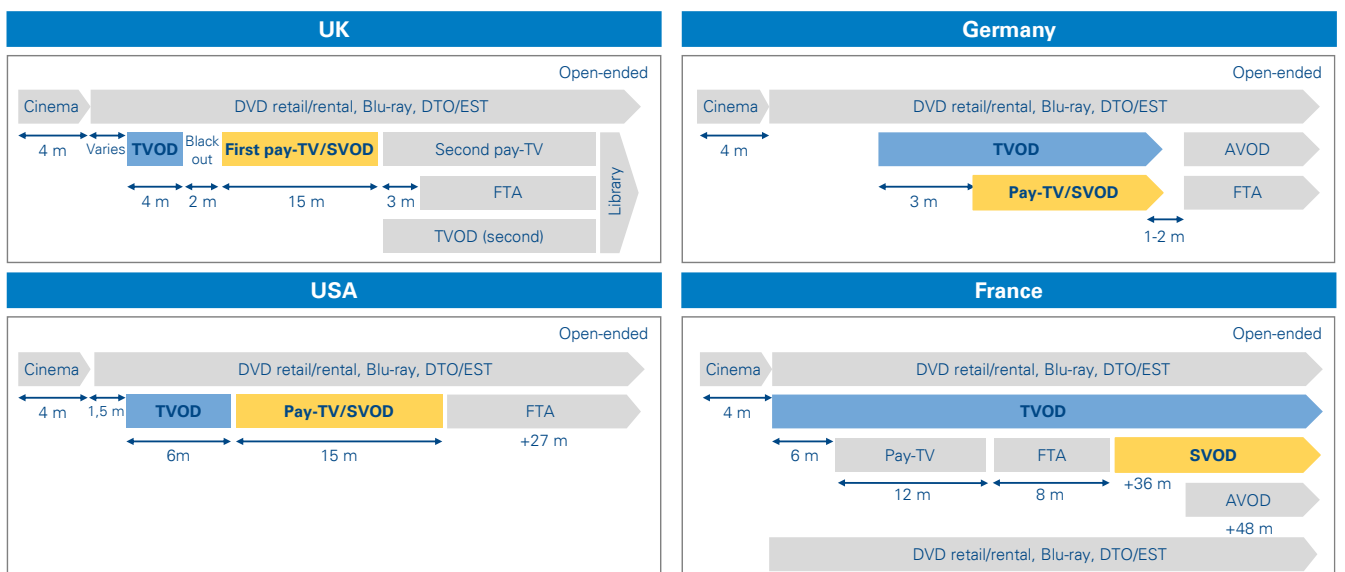 UK
Open-ended
Cinema
DVD retail/rental, Blu-ray, DTO/EST
4 m
Varies
TVOD
Black
out
First pay-TV/SVOD
Second pay-TV
4 m
2 m
15 m
3 m
FTA
TVOD (second)
Library
Germany
Open-ended
Cinema
DVD retail/rental, Blu-ray, DTO/EST
4 m
TVOD
AVOD
3 m
Pay-TV/SVOD
FTA
1-2 m
USA
Open-ended
Cinema
DVD retail/rental, Blu-ray, DTO/EST
4 m
1,5 m
TVOD
Pay-TV/SVOD
FTA
6m
15 m
+27 m
France
Open-ended
Cinema
DVD retail/rental, Blu-ray, DTO/EST
4 m
TVOD
6 m
Pay-TV
FTA
SVOD
12 m
8 m
+36 m
AVOD
+48 m
DVD retail/rental, Blu-ray, DTO/EST